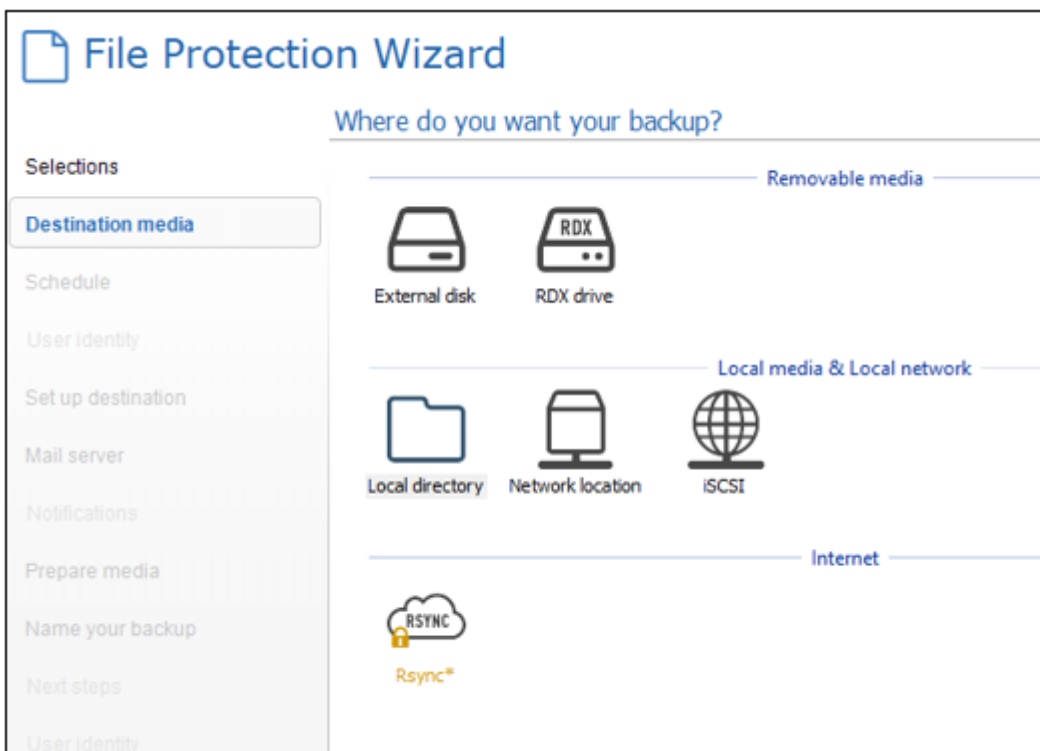 File Protection Wizard
Where do you want your backup?
Selections
Destination media
Schedule
User identity
Set up destination
Mail server
Notifications
Prepare media
Name your backup
Next steps
User identity
Removable media
RDX
External disk
RDX drive
Local media & Local network
Local directory
Network location
iSCSI
Internet
RSYNC
Rsync*